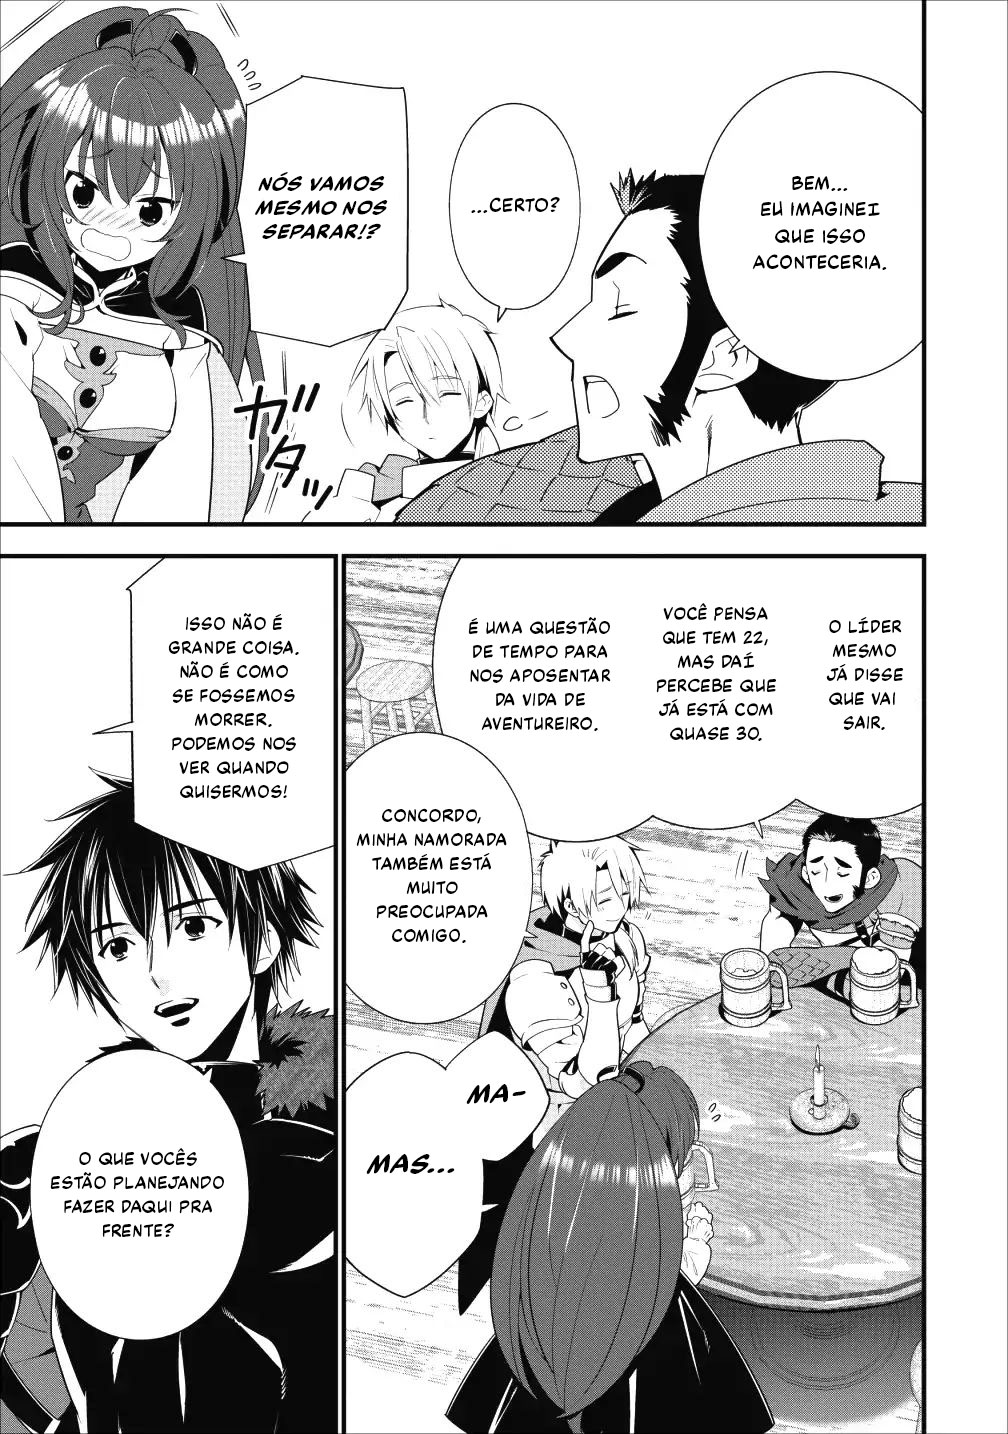 BEM...
EU IMAGINEI
QUE ISSO
ACONTECERIA.
...CERTO?
NÓS VAMOS
MESMO NOS
SEPARAR!?
ガタッ
O LÍDER
MESMO
JÁ DISSE
QUE VAI
SAIR.
VOCÊ PENSA
QUE TEM 22,
MAS DAÍ
PERCEBE QUE
JÁ ESTÁ COM
QUASE 30.
É UMA QUESTÃO
DE TEMPO PARA
NOS APOSENTAR
DA VIDA DE
AVENTUREIRO.
CONCORDO,
MINHA NAMORADA
TAMBÉM ESTÁ
MUITO
PREOCUPADA
COMIGO.
MA-
MAS...
ISSO NÃO É
GRANDE COISA.
NÃO É COMO
SE FOSSEMOS
MORRER.
PODEMOS NOS
VER QUANDO
QUISERMOS!
O QUE VOCÊS
ESTÃO PLANEJANDO
FAZER DAQUI PRA
FRENTE?